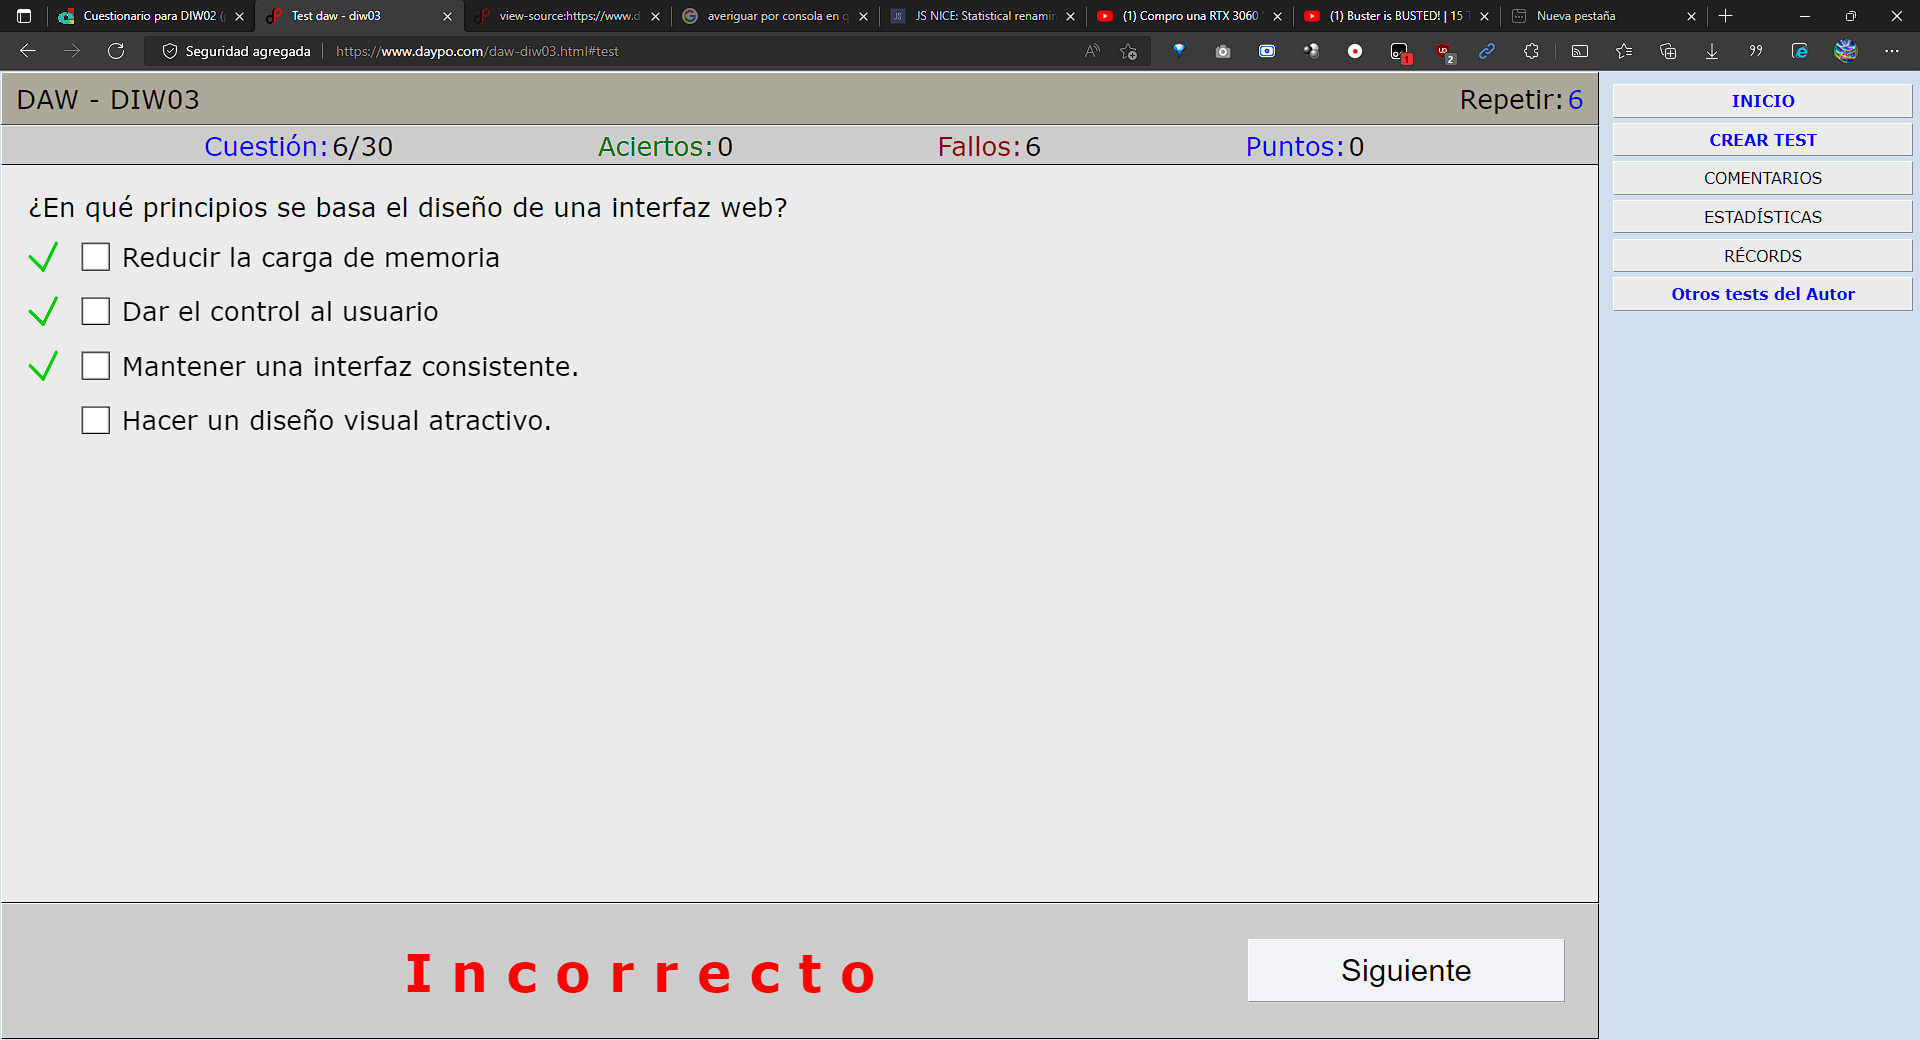 Cuestionario para DIW02
Test daw - diw03
view-source:https://www.d
averiguar por consola en q
JS NICE: Statistical renamin
(1) Compro una RTX 3060
(1) Buster is BUSTED! | 15
Nueva pestaña
Seguridad agregada
https://www.daypo.com/daw-diw03.html#test
1
2
DAW - DIW03
Repetir: 6
Cuestión: 6/30
Aciertos: 0
Fallos: 6
Puntos: 0
¿En qué principios se basa el diseño de una interfaz web?
Reducir la carga de memoria
Dar el control al usuario
Mantener una interfaz consistente.
Hacer un diseño visual atractivo.
Incorrecto
Siguiente
INICIO
CREAR TEST
COMENTARIOS
ESTADÍSTICAS
RÉCORDS
Otros tests del Autor